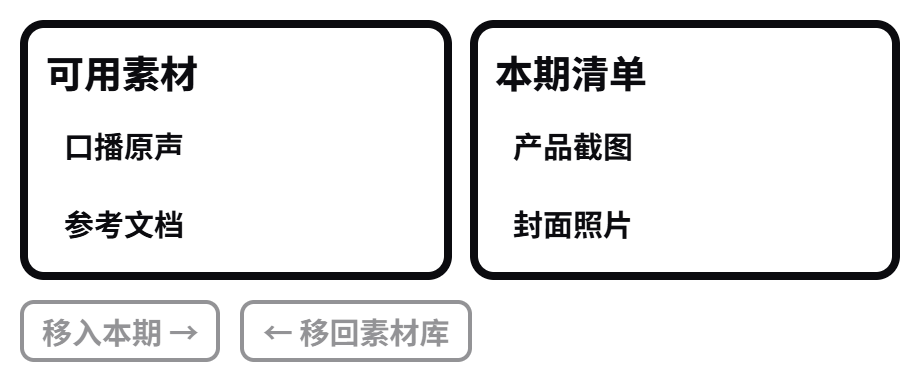 可用素材
口播原声
参考文档
本期清单
产品截图
封面照片
移入本期 →
← 移回素材库